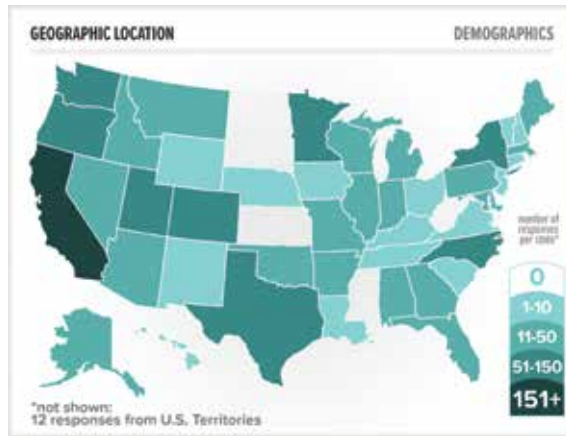 GEOGRAPHIC LOCATION
DEMOGRAPHICS
number of
responses
per state*
0
1-10
11-50
51-150
151+
*not shown:
12 responses from U.S. Territories